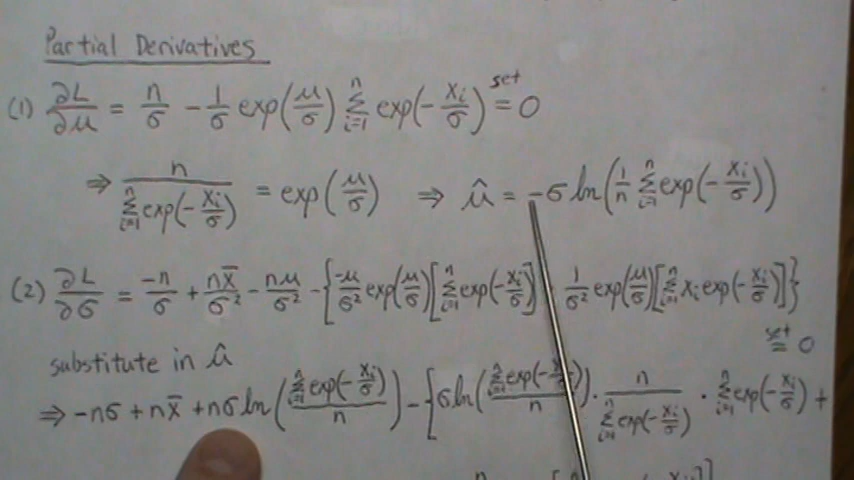 Partial Derivatives
(1) ∂L/∂μ = n/σ - 1/σ exp(μ/σ) Σ_{i=1}^{n} exp(-x_i/σ) =^{set} 0
⇒ n / Σ_{i=1}^{n} exp(-x_i/σ) = exp(μ/σ) ⇒ μ̂ = -σ ln(1/n Σ_{i=1}^{n} exp(-x_i/σ))
(2) ∂L/∂σ = -n/σ + nx̄/σ² - nμ/σ² - {-μ/σ² exp(μ/σ)[Σ_{i=1}^{n} exp(-x_i/σ)] 1/σ² exp(μ/σ)[Σ_{i=1}^{n} x_i exp(-x_i/σ)]}
=^{set} 0
substitute in μ̂
⇒ -nσ + nx̄ + nσ ln(Σ_{i=1}^{n} exp(-x_i/σ) / n) - {σ ln(Σ_{i=1}^{n} exp(-x_i/σ) / n) · n / Σ_{i=1}^{n} exp(-x_i/σ) · Σ_{i=1}^{n} exp(-x_i/σ) +